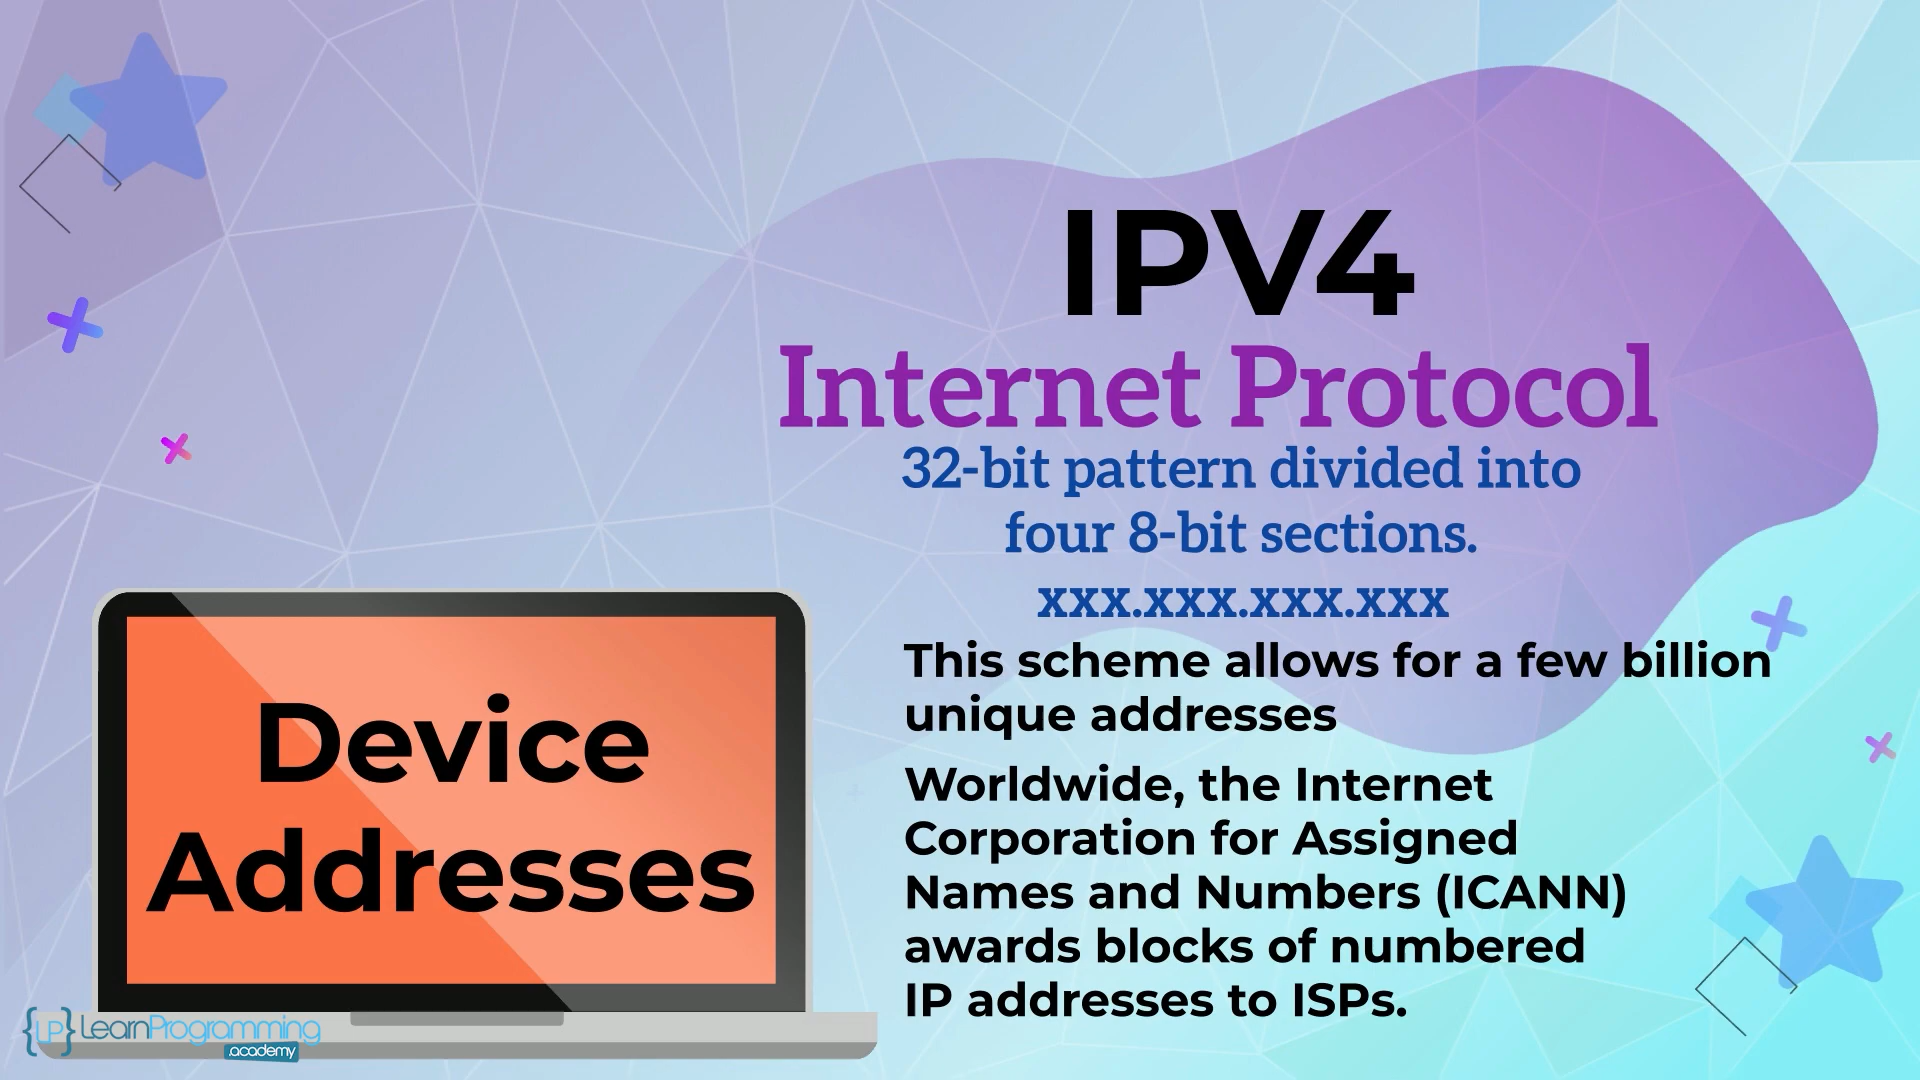 IPV4
Internet Protocol
32-bit pattern divided into
four 8-bit sections.
xxx.xxx.xxx.xxx
This scheme allows for a few billion
unique addresses
Worldwide, the Internet
Corporation for Assigned
Names and Numbers (ICANN)
awards blocks of numbered
IP addresses to ISPs.
Device
Addresses
{LP} LearnProgramming
.academy